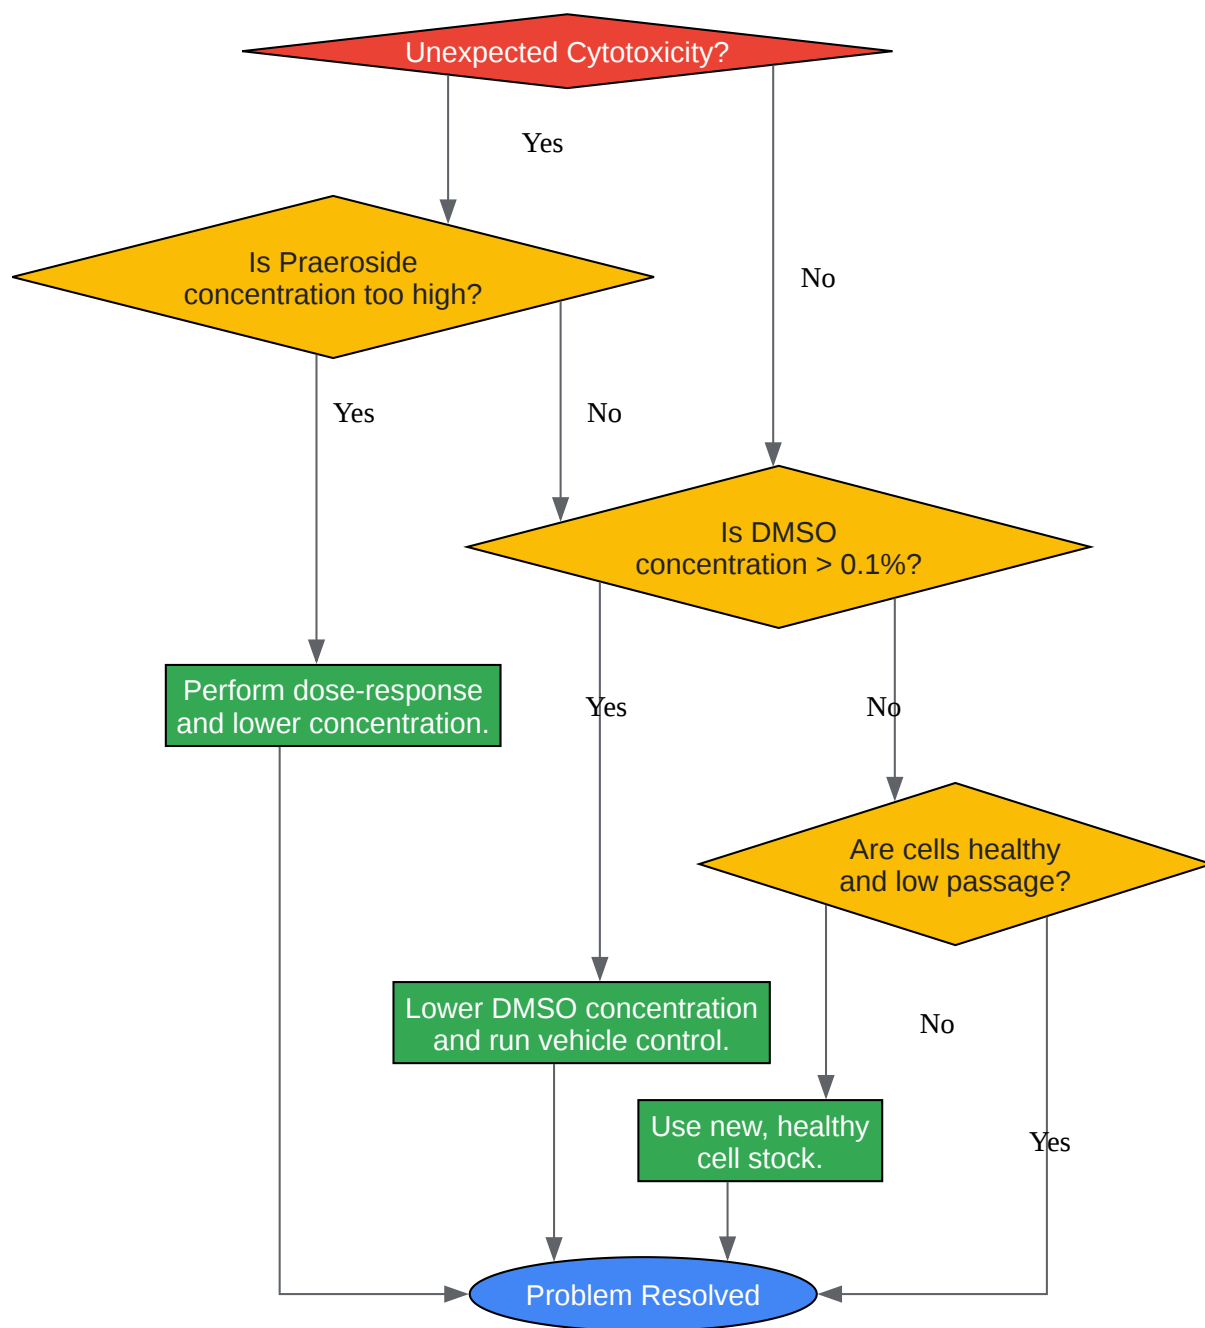 Unexpected Cytotoxicity?
Yes
Is Praeroside
concentration too high?
No
Yes
No
Is DMSO
concentration > 0.1%?
Perform dose-response
and lower concentration.
Yes
No
Are cells healthy
and low passage?
Lower DMSO concentration
and run vehicle control.
No
Use new, healthy
cell stock.
Yes
Problem Resolved